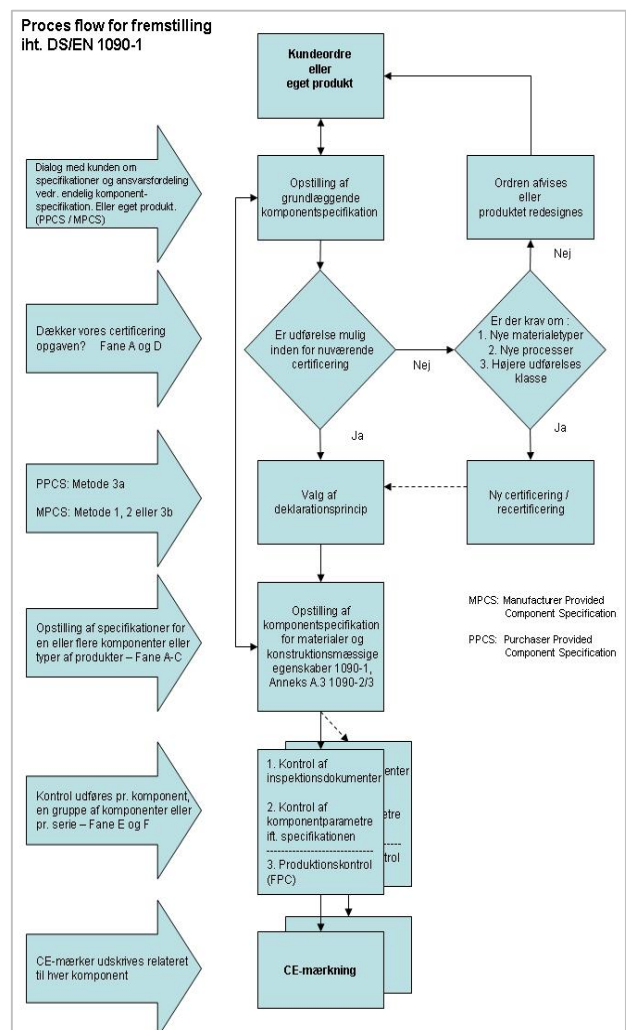 Proces flow for fremstilling
iht. DS/EN 1090-1
Kundeordre
eller
eget produkt
Dialog med kunden om
specifikationer og ansvarsfordeling
vedr. endelig komponent-
specifikation. Eller eget produkt.
(PPCS / MPCS)
Opstilling af
grundlæggende
komponentspecifikation
Ordren afvises
eller
produktet redesignes
Nej
Dækker vores certificering
opgaven? Fane A og D
Er udførelse mulig
inden for nuværende
certificering
Nej
Er der krav om :
1. Nye materialetyper
2. Nye processer
3. Højere udførelses
klasse
Ja
Ja
PPCS: Metode 3a
MPCS: Metode 1, 2 eller 3b
Valg af
deklarationsprincip
Ny certificering /
recertificering
Opstilling af specifikationer for
en eller flere komponenter eller
typer af produkter – Fane A-C
Opstilling af
komponentspecifikation
for materialer og
konstruktionsmæssige
egenskaber 1090-1,
Anneks A.3 1090-2/3
MPCS: Manufacturer Provided
Component Specification
PPCS: Purchaser Provided
Component Specification
Kontrol udføres pr. komponent,
en gruppe af komponenter eller
pr. serie – Fane E og F
1. Kontrol af
inspektionsdokumenter
2. Kontrol af
komponentparametre
ift. specifikationen
3. Produktionskontrol
(FPC)
enter
etre
trol
CE-mærker udskrives relateret
til hver komponent
CE-mærkning